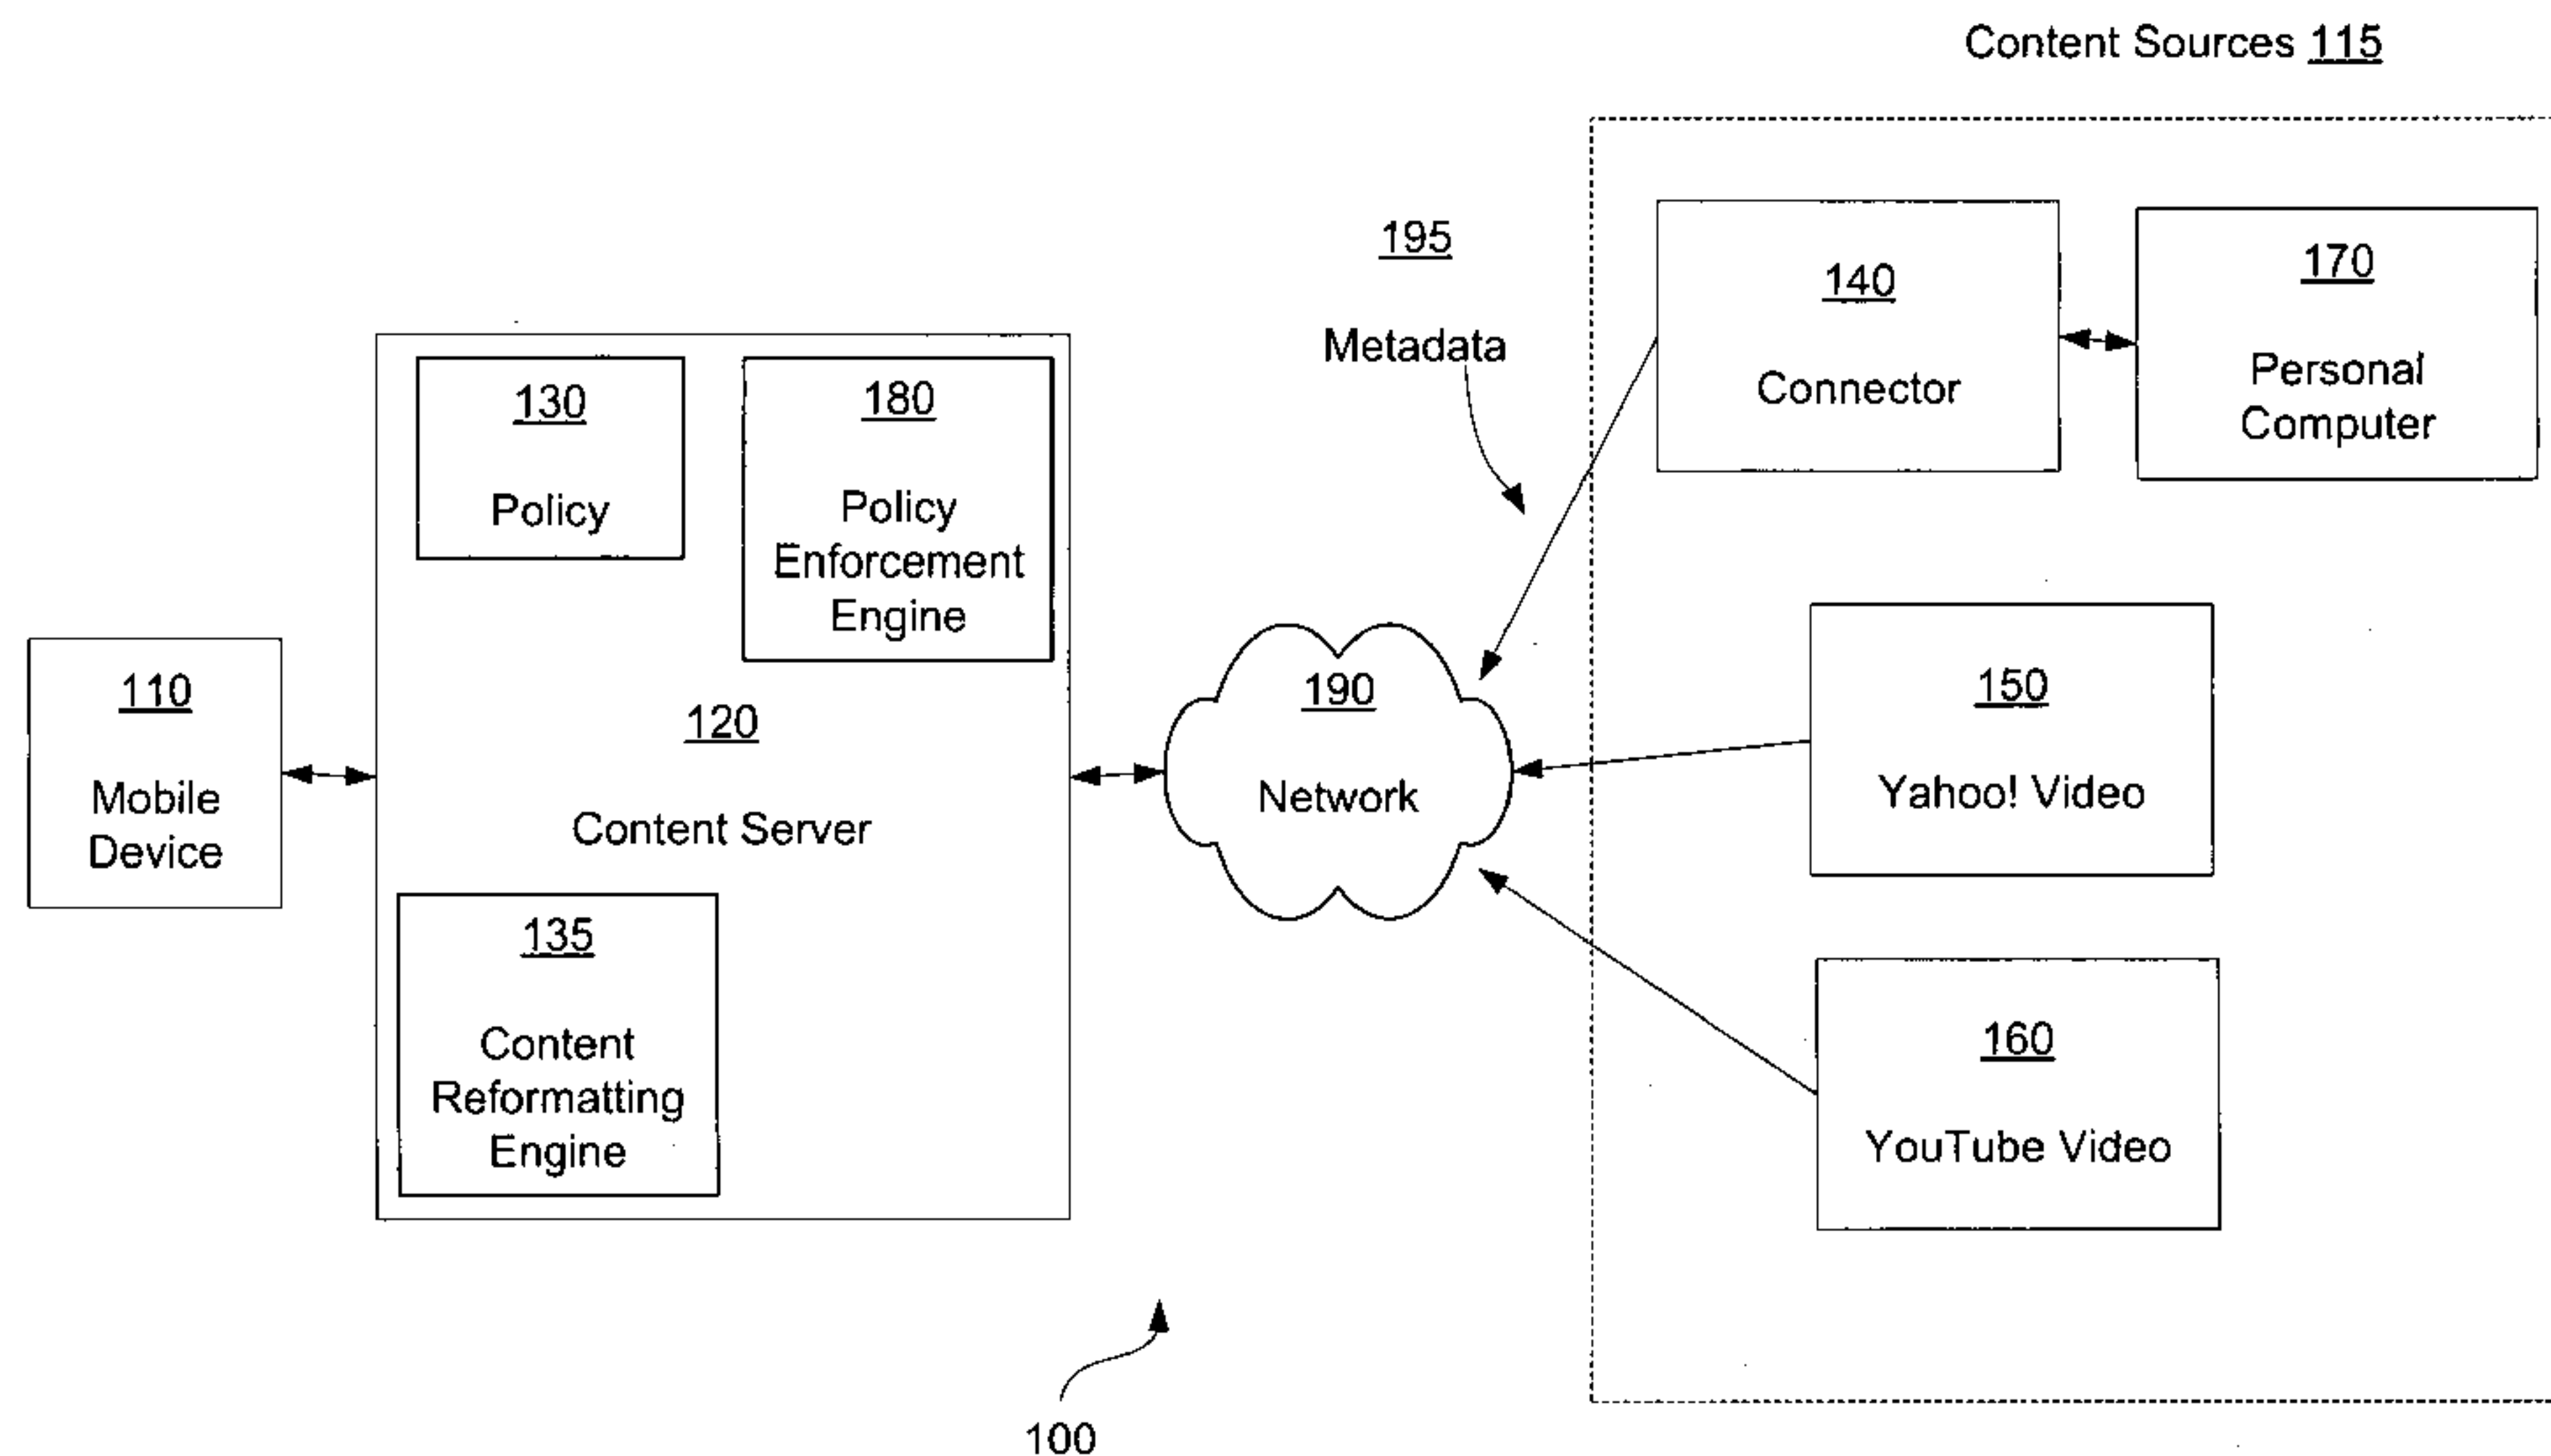 Content Sources 115
195
Metadata
140
Connector
170
Personal
Computer
130
Policy
180
Policy
Enforcement
Engine
110
Mobile
Device
120
Content Server
190
Network
150
Yahoo! Video
135
Content
Reformatting
Engine
160
YouTube Video
100